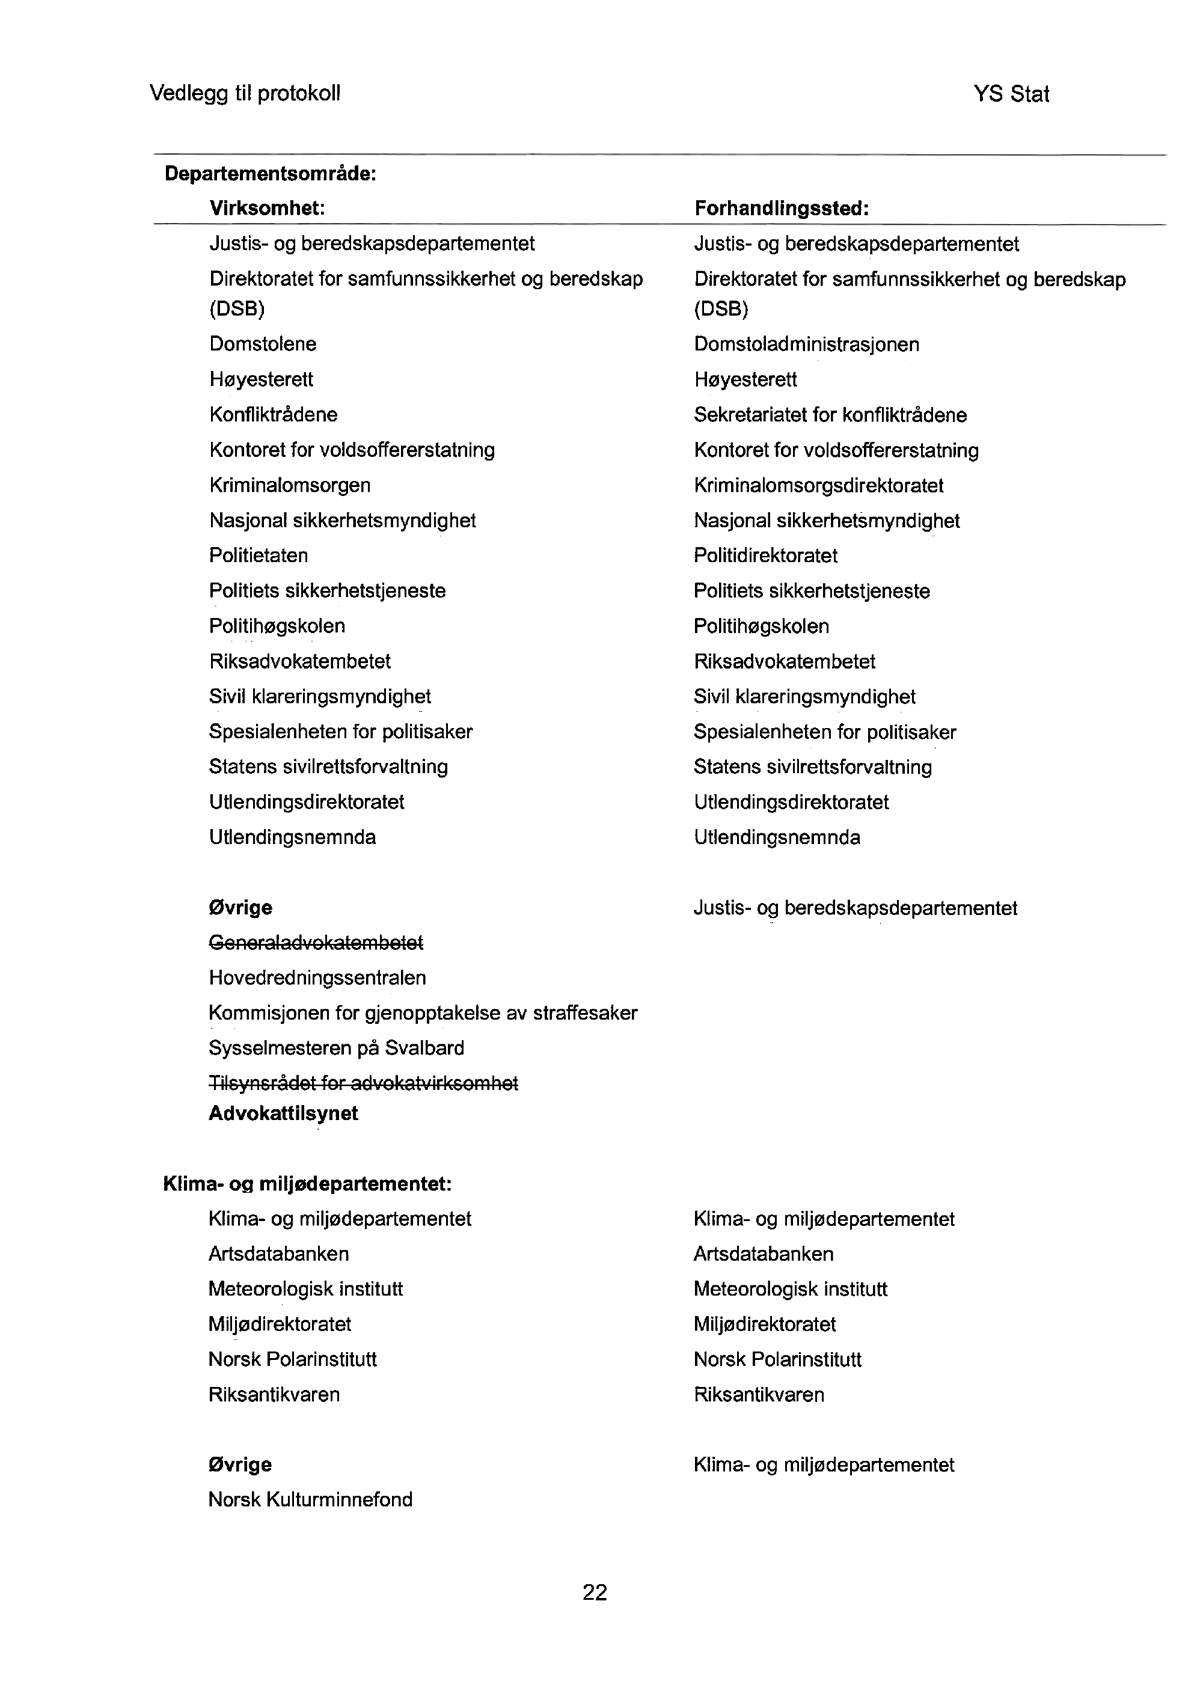 Vedlegg til protokoll YS Stat
Departementsområde:
Virksomhet: Forhandlingssted:
Justis- og beredskapsdepartementet Justis- og beredskapsdepartementet
Direktoratet for samfunnssikkerhet og beredskap Direktoratet for samfunnssikkerhet og beredskap
(DSB) (DSB)
Domstolene Domstoladministrasjonen
Høyesterett Høyesterett
Konfliktrådene Sekretariatet for konfliktrådene
Kontoret for voldsoffererstatning Kontoret for voldsoffererstatning
Kriminalomsorgen Kriminalomsorgsdirektoratet
Nasjonal sikkerhetsmyndighet Nasjonal sikkerhetsmyndighet
Politietaten Politidirektoratet
Politiets sikkerhetstjeneste Politiets sikkerhetstjeneste
Politihøgskolen Politihøgskolen
Riksadvokatembetet Riksadvokatembetet
Sivil klareringsmyndighet Sivil klareringsmyndighet
Spesialenheten for politisaker Spesialenheten for politisaker
Statens sivilrettsforvaltning Statens sivilrettsforvaltning
Utlendingsdirektoratet Utlendingsdirektoratet
Utlendingsnemnda Utlendingsnemnda
Øvrige Justis- og beredskapsdepartementet
Generaladvokatembetet
Hovedredningssentralen
Kommisjonen for gjenopptakelse av straffesaker
Sysselmesteren på Svalbard
Tilsynsrådet for advokatvirksomhet
Advokattilsynet
Klima- og miljødepartementet:
Klima- og miljødepartementet Klima- og miljødepartementet
Artsdatabanken Artsdatabanken
Meteorologisk institutt Meteorologisk institutt
Miljødirektoratet Miljødirektoratet
Norsk Polarinstitutt Norsk Polarinstitutt
Riksantikvaren Riksantikvaren
Øvrige Klima- og miljødepartementet
Norsk Kulturminnefond
22